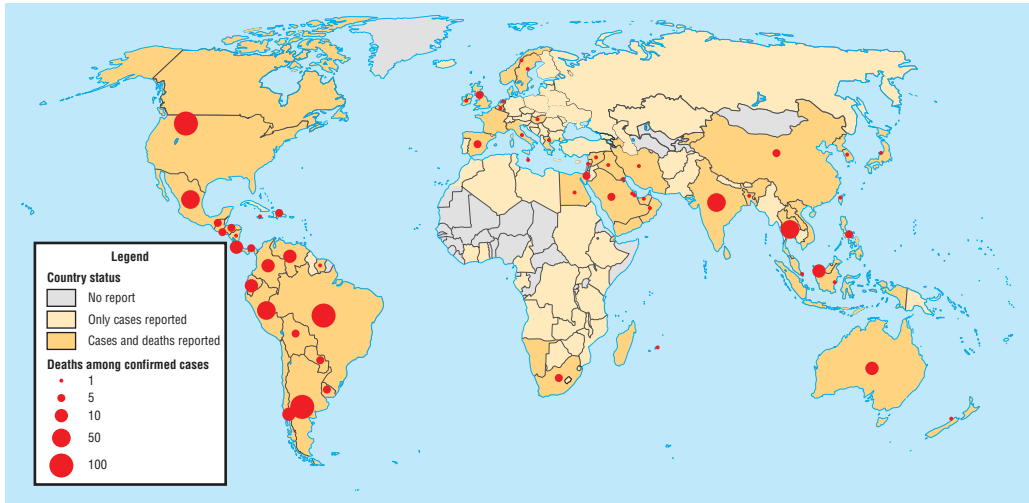 Legend
Country status
No report
Only cases reported
Cases and deaths reported
Deaths among confirmed cases
1
5
10
50
100